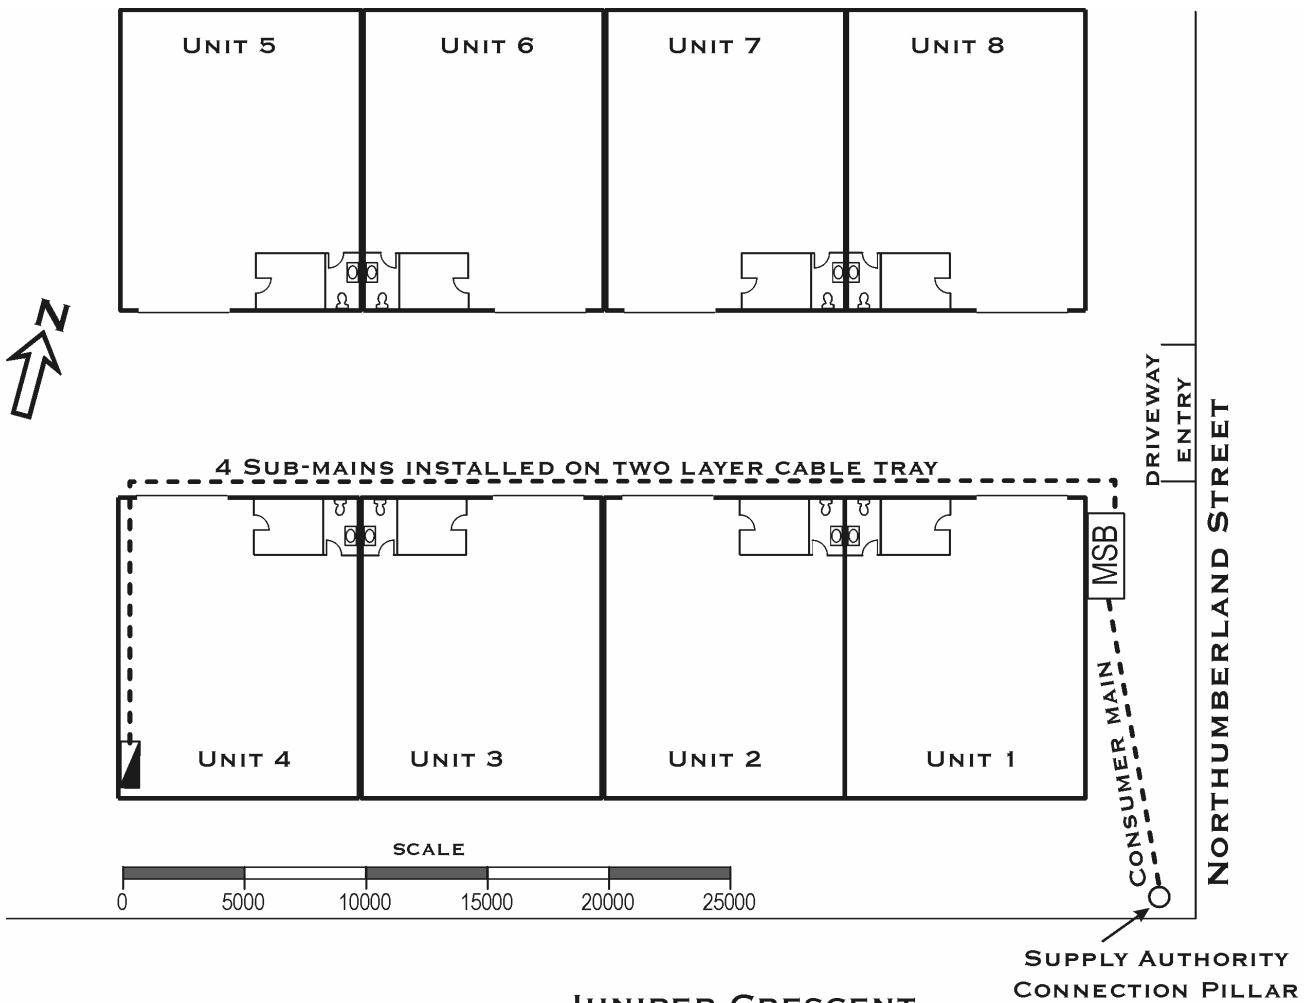 UNIT 5
UNIT 6
UNIT 7
UNIT 8
N
DRIVEWAY
ENTRY
4 SUB-MAINS INSTALLED ON TWO LAYER CABLE TRAY
MSB
NORTHUMBERLAND STREET
CONSUMER MAIN
UNIT 4
UNIT 3
UNIT 2
UNIT 1
SCALE
0 5000 10000 15000 20000 25000
SUPPLY AUTHORITY
CONNECTION PILLAR
JUNIPER CRESCENT